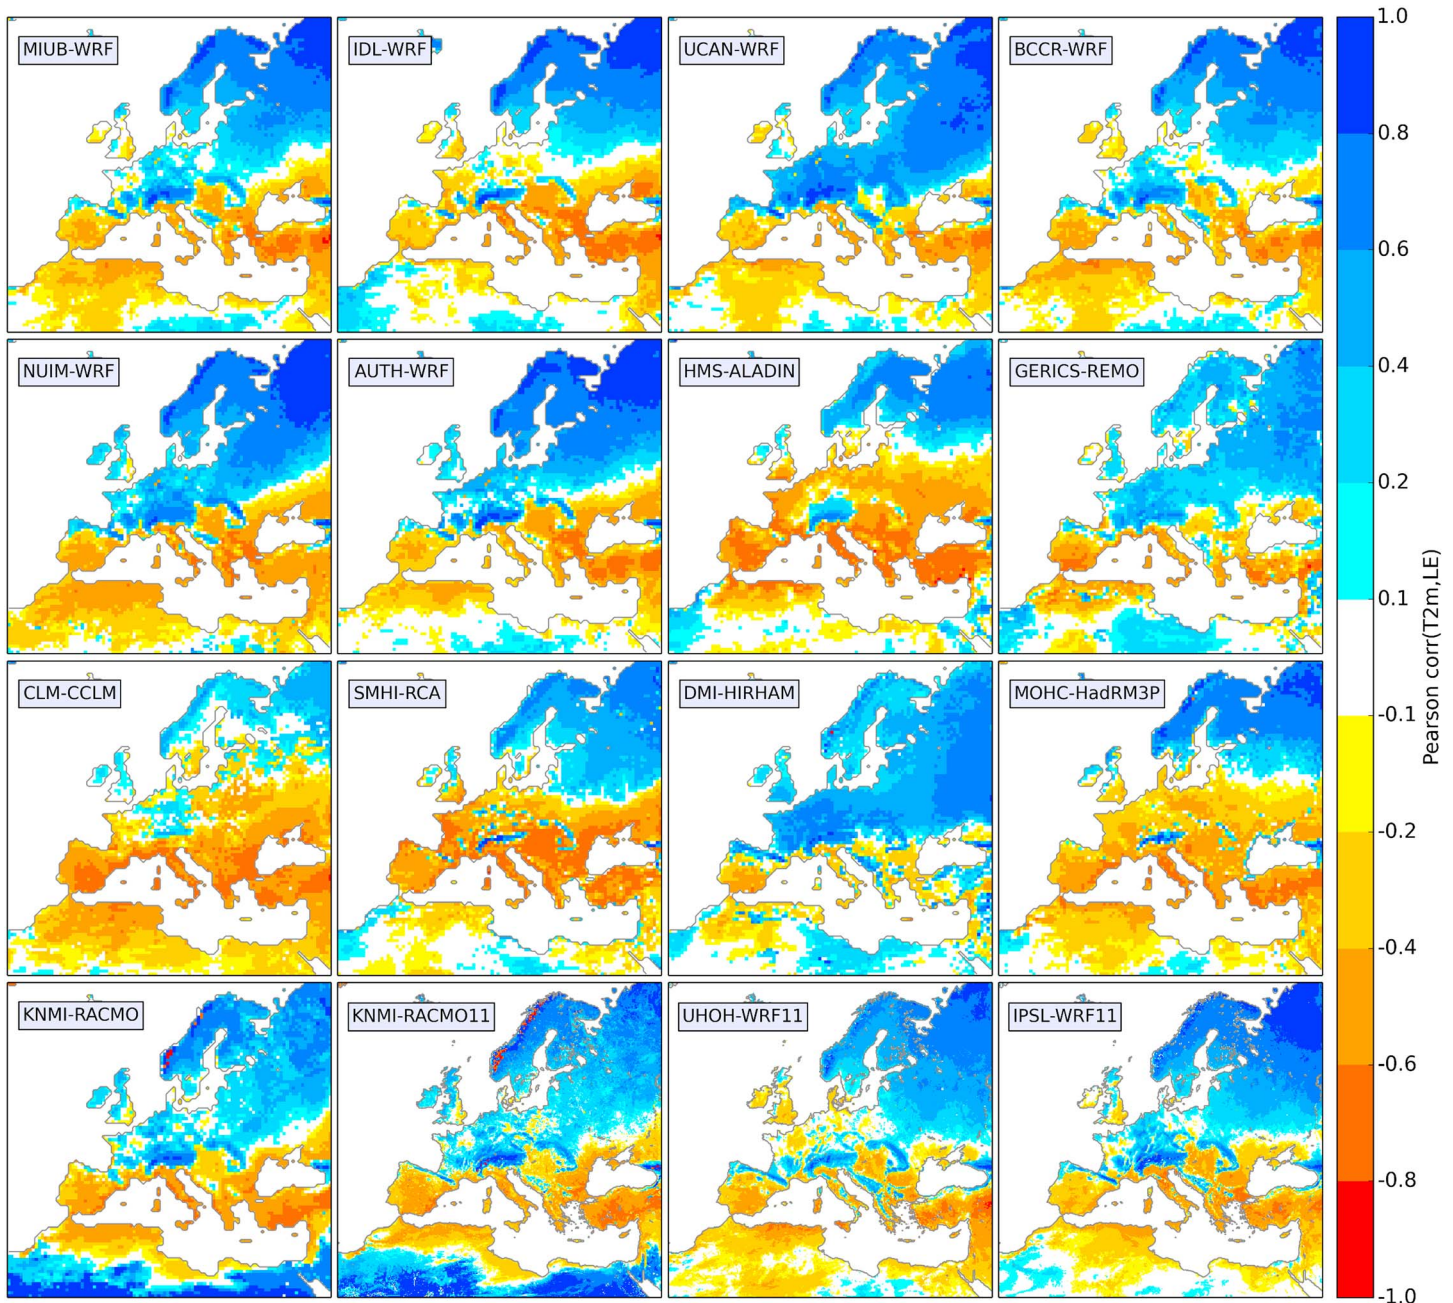 MIUB-WRF
IDL-WRF
UCAN-WRF
BCCR-WRF
NUIM-WRF
AUTH-WRF
HMS-ALADIN
GERICS-REMO
CLM-CCLM
SMHI-RCA
DMI-HIRHAM
MOHC-HadRM3P
KNMI-RACMO
KNMI-RACMO11
UHOH-WRF11
IPSL-WRF11
1.0
0.8
0.6
0.4
0.2
0.1
-0.1
-0.2
-0.4
-0.6
-0.8
-1.0
Pearson corr(T2m,LE)